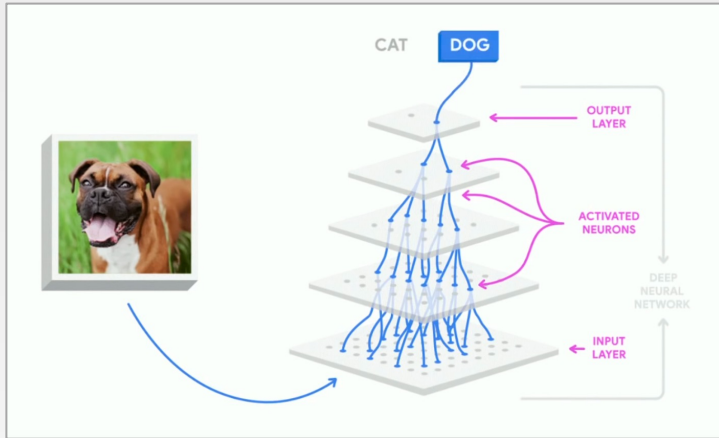 CAT
DOG
OUTPUT
LAYER
ACTIVATED
NEURONS
DEEP
NEURAL
NETWORK
INPUT
LAYER